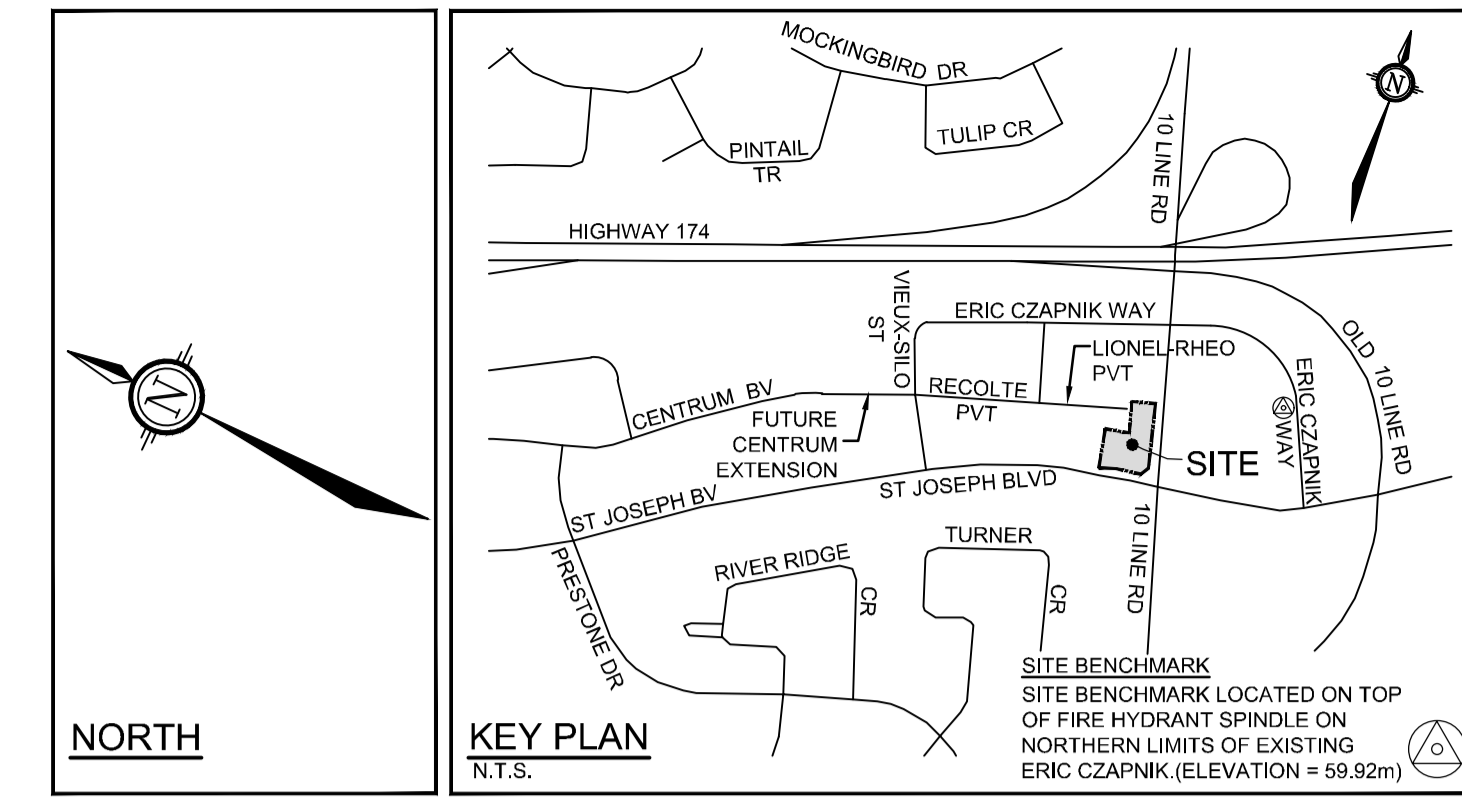 N
NORTH
MOCKINGBIRD DR
PINTAIL
TR
TULIP CR
10 LINE RD
N
HIGHWAY 174
VIEUX-SILO
ST
ERIC CZAPNIK WAY
LIONEL-RHEO
PVT
OLD 10 LINE RD
CENTRUM BV
RECOLTE
PVT
ERIC CZAPNIK
WAY
FUTURE
CENTRUM
EXTENSION
SITE
ST JOSEPH BV
ST JOSEPH BLVD
10 LINE RD
PRESTONE DR
RIVER RIDGE
CR
TURNER
CR
SITE BENCHMARK
SITE BENCHMARK LOCATED ON TOP
OF FIRE HYDRANT SPINDLE ON
NORTHERN LIMITS OF EXISTING
ERIC CZAPNIK.(ELEVATION = 59.92m)
KEY PLAN
N.T.S.